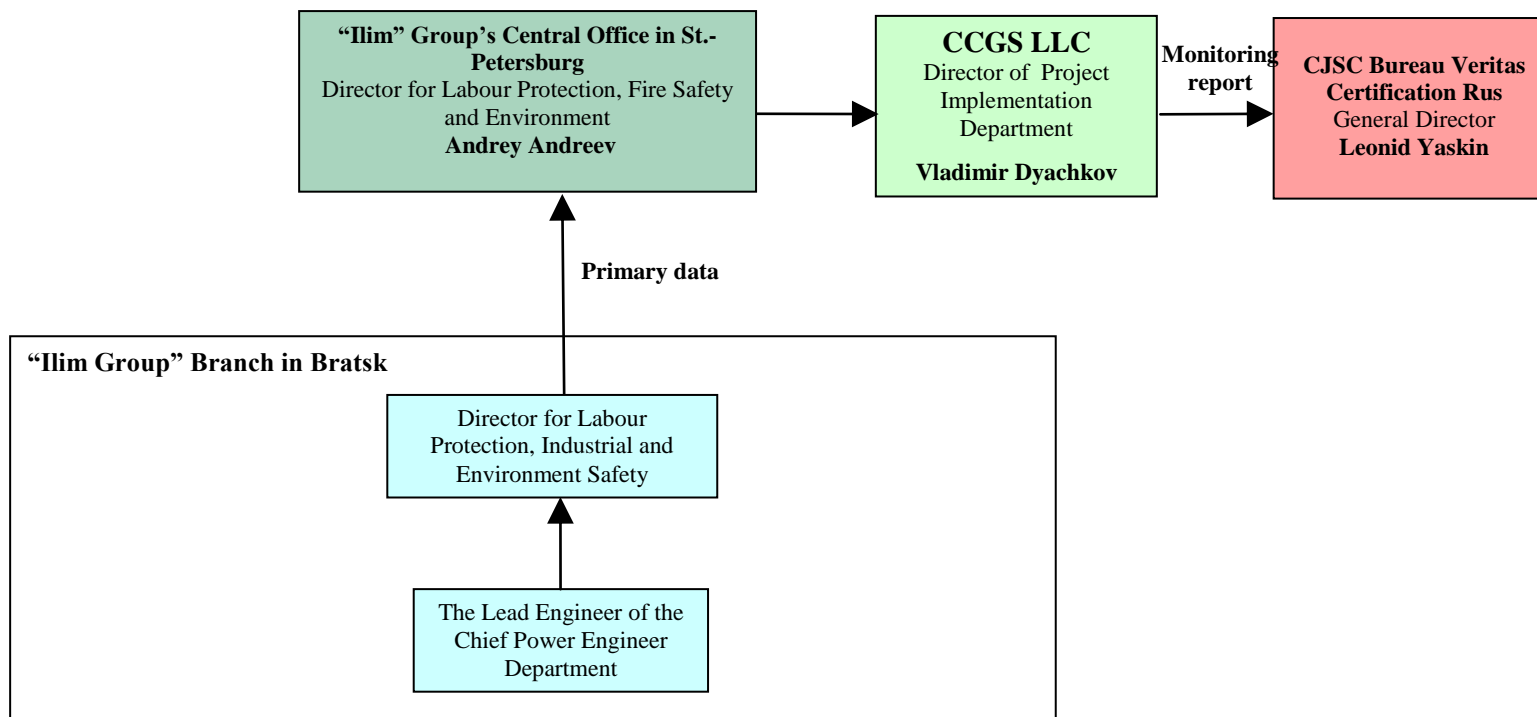 “Ilim” Group’s Central Office in St.-
Petersburg
Director for Labour Protection, Fire Safety
and Environment
Andrey Andreev
CCGS LLC
Director of Project
Implementation
Department
Vladimir Dyachkov
Monitoring
report
CJSC Bureau Veritas
Certification Rus
General Director
Leonid Yaskin
Primary data
“Ilim Group” Branch in Bratsk
Director for Labour
Protection, Industrial and
Environment Safety
The Lead Engineer of the
Chief Power Engineer
Department